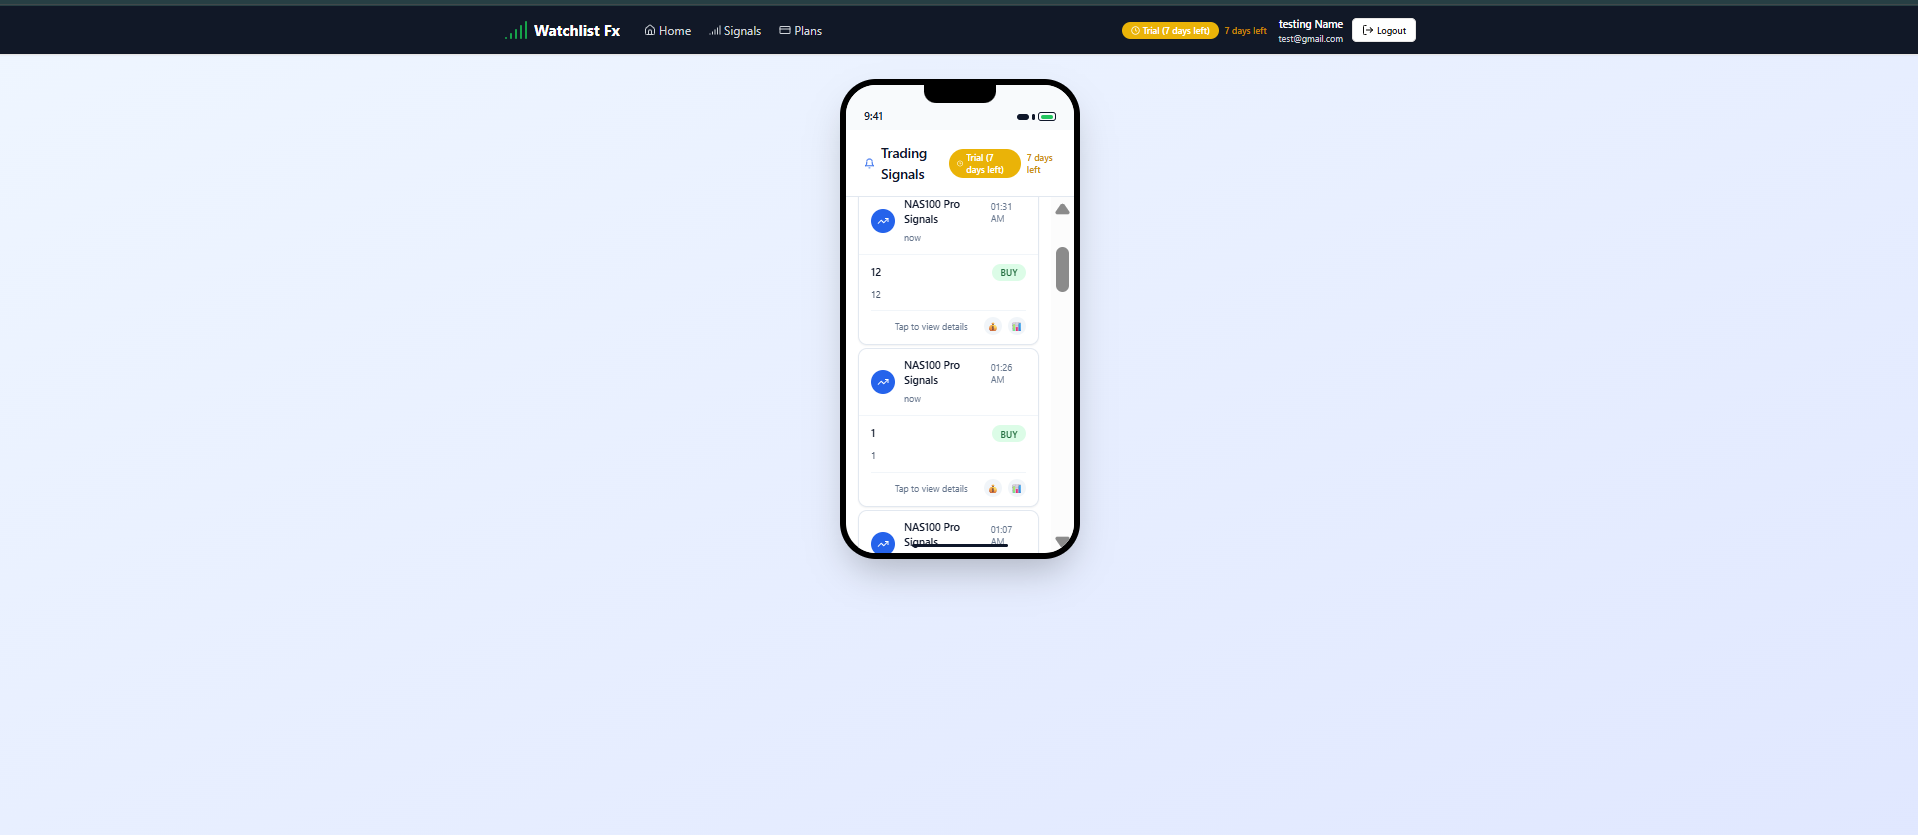 Watchlist Fx
Home
Signals
Plans
Trial (7 days left)
7 days left
testing Name
test@gmail.com
Logout
9:41
Trading
Signals
Trial (7
days left)
7 days
left
NAS100 Pro
Signals
01:31
AM
now
12
BUY
12
Tap to view details
NAS100 Pro
Signals
01:26
AM
now
1
BUY
1
Tap to view details
NAS100 Pro
Signals
01:07
AM